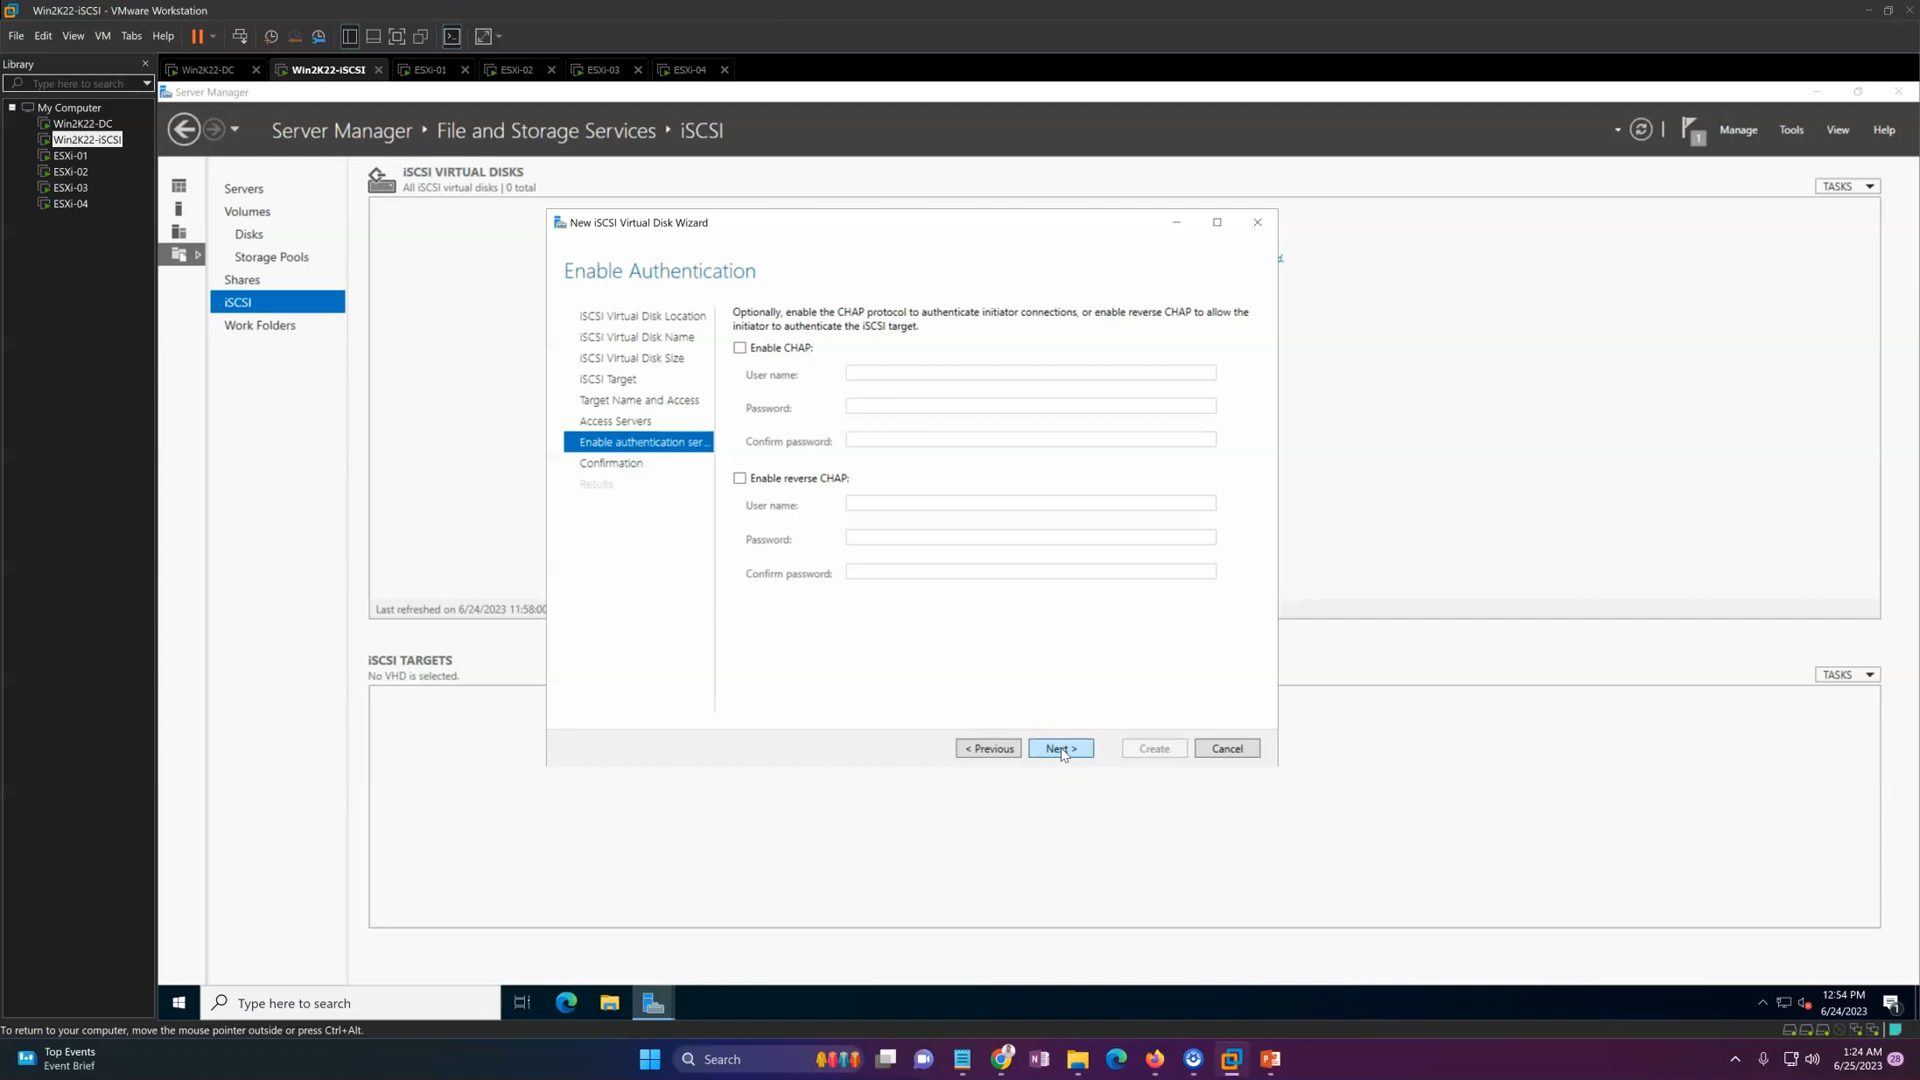 Win2K22-iSCSI - VMware Workstation
File Edit View VM Tabs Help
Library
Type here to search
My Computer
Win2K22-DC
Win2K22-iSCSI
ESXi-01
ESXi-02
ESXi-03
ESXi-04
Win2K22-DC Win2K22-iSCSI ESXi-01 ESXi-02 ESXi-03 ESXi-04
Server Manager
Server Manager File and Storage Services iSCSI
1 Manage Tools View Help
Servers
Volumes
Disks
Storage Pools
Shares
iSCSI
Work Folders
iSCSI VIRTUAL DISKS
All iSCSI virtual disks | 0 total
TASKS
d.
New iSCSI Virtual Disk Wizard
Enable Authentication
iSCSI Virtual Disk Location
iSCSI Virtual Disk Name
iSCSI Virtual Disk Size
iSCSI Target
Target Name and Access
Access Servers
Enable authentication ser...
Confirmation
Results
Optionally, enable the CHAP protocol to authenticate initiator connections, or enable reverse CHAP to allow the
initiator to authenticate the iSCSI target.
Enable CHAP:
User name:
Password:
Confirm password:
Enable reverse CHAP:
User name:
Password:
Confirm password:
< Previous Next > Create Cancel
Last refreshed on 6/24/2023 11:58:00
iSCSI TARGETS
No VHD is selected.
TASKS
Type here to search
12:54 PM
6/24/2023
1
To return to your computer, move the mouse pointer outside or press Ctrl+Alt.
Top Events
Event Brief
Search
1:24 AM
6/25/2023
28